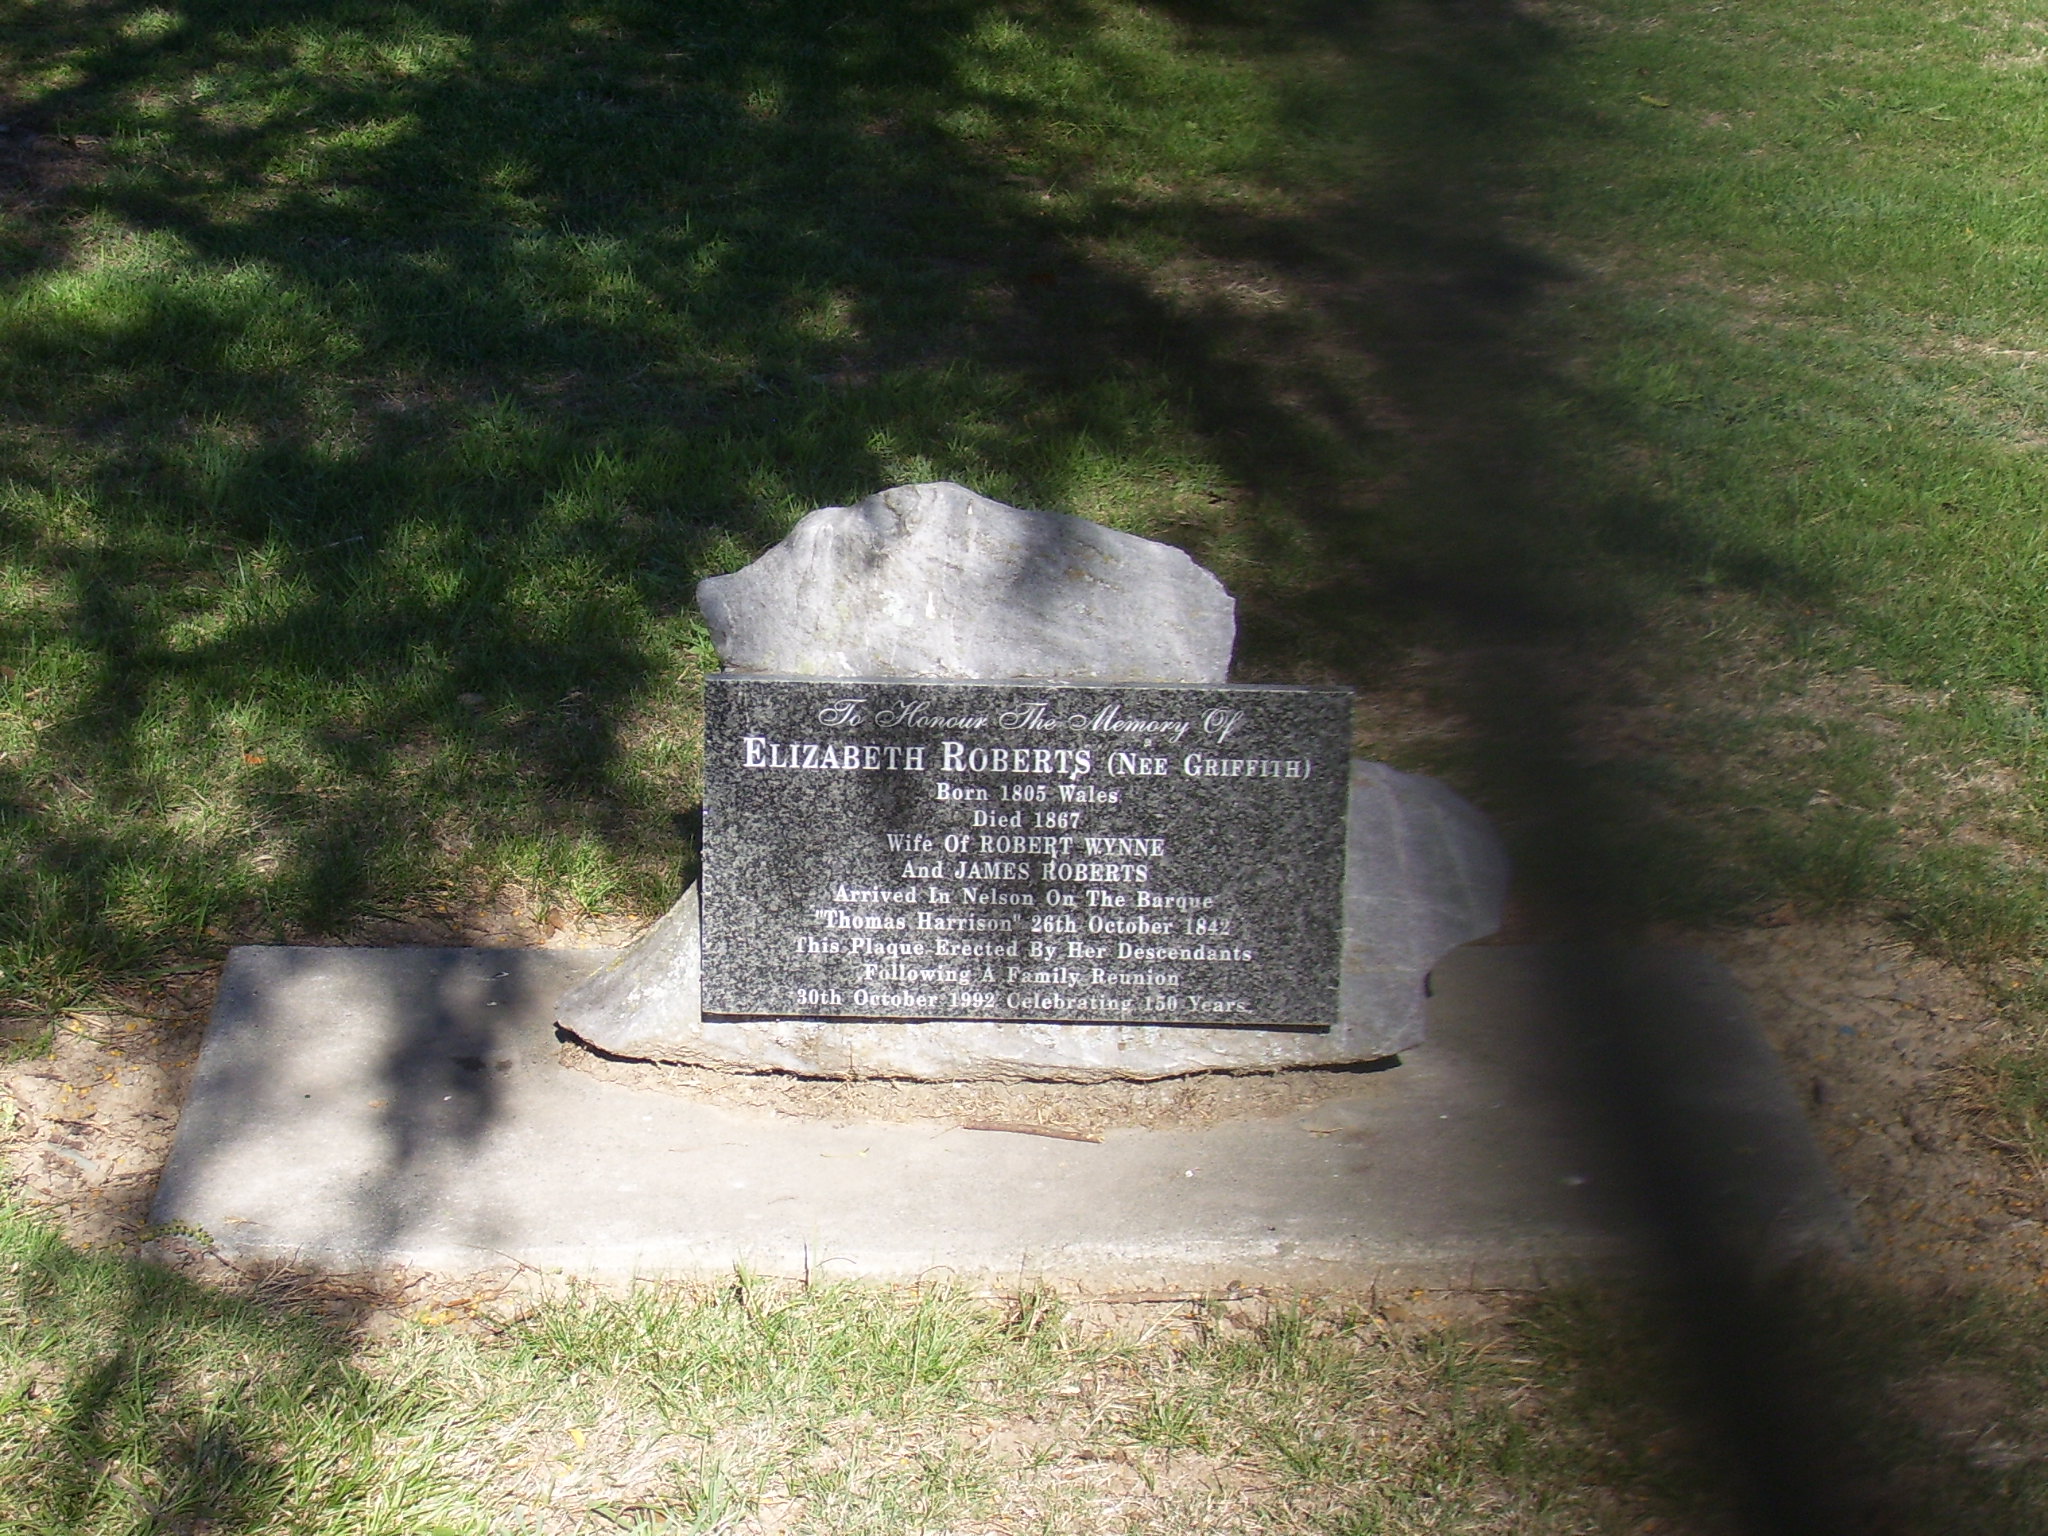 To Honour The Memory Of
ELIZABETH ROBERTS (NEE GRIFFITH)
Born 1805 Wales
Died 1867
Wife Of ROBERT WYNNE
And JAMES ROBERTS
Arrived In Nelson On The Barque
"Thomas Harrison" 26th October 1842
This Plaque Erected By Her Descendants
Following A Family Reunion
30th October 1992 Celebrating 150 Years